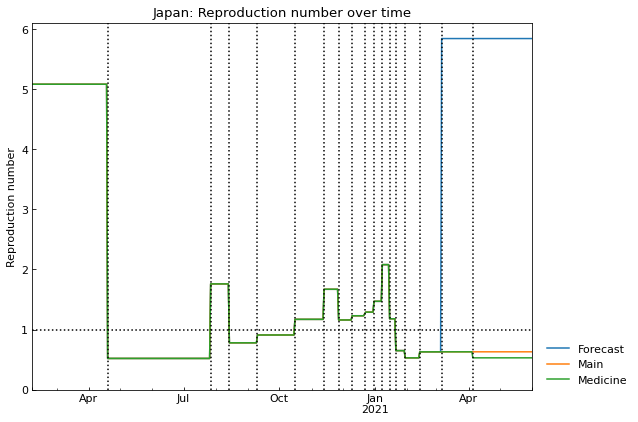 Japan: Reproduction number over time
Reproduction number
6
5
4
3
2
1
0
Apr
Jul
Oct
Jan
2021
Apr
Forecast
Main
Medicine